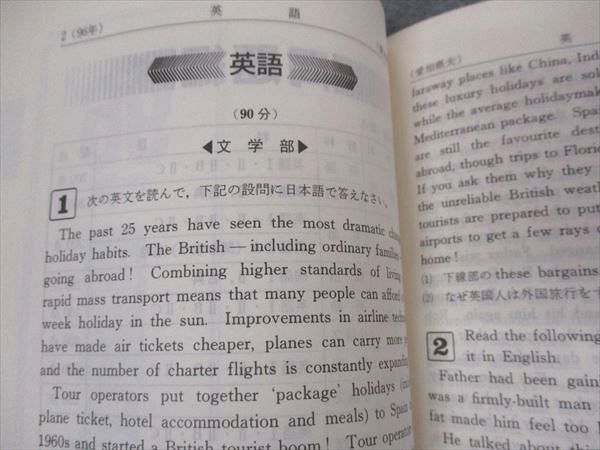 2 (96年)
英 語
英語
(90分)
◀文学部▶
1 次の英文を読んで，下記の設問に日本語で答えなさい。
The past 25 years have seen the most dramatic
holiday habits. The British — including ordinary families
going abroad! Combining higher standards of living
rapid mass transport means that many people can afford
week holiday in the sun. Improvements in airline
have made air tickets cheaper, planes can carry more
and the number of charter flights is constantly
Tour operators put together 'package' holidays
plane ticket, hotel accommodation and meals) to
1960s and started a British tourist boom! Tour
(愛知県大)
英
faraway places like China,
these luxury holidays are
while the average
Mediterranean package.
are still the favourite
abroad, though trips to
If you ask them why they
the unreliable British
tourists are prepared to put
airports to get a few rays
home!
(1) 下線部の these bargains
(2) なぜ英国人は外国旅行を
2 Read the following
it in English.
Father had been
was a firmly-built man
fat made him feel too
He talked about